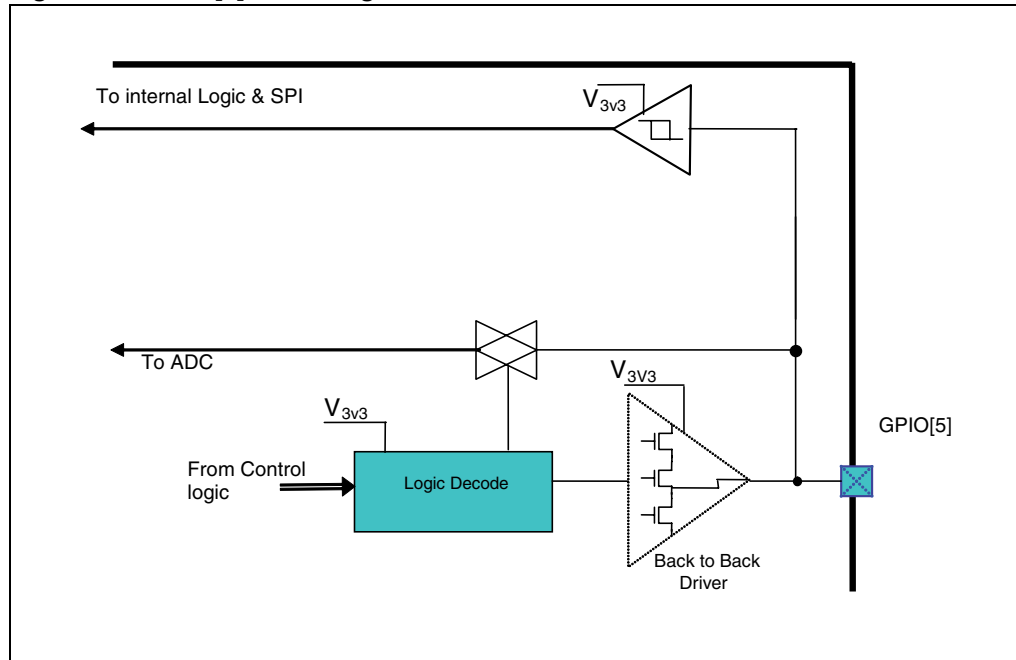 To internal Logic & SPI
V3v3
To ADC
V3v3
V3V3
GPIO[5]
From Control
logic
Logic Decode
Back to Back
Driver